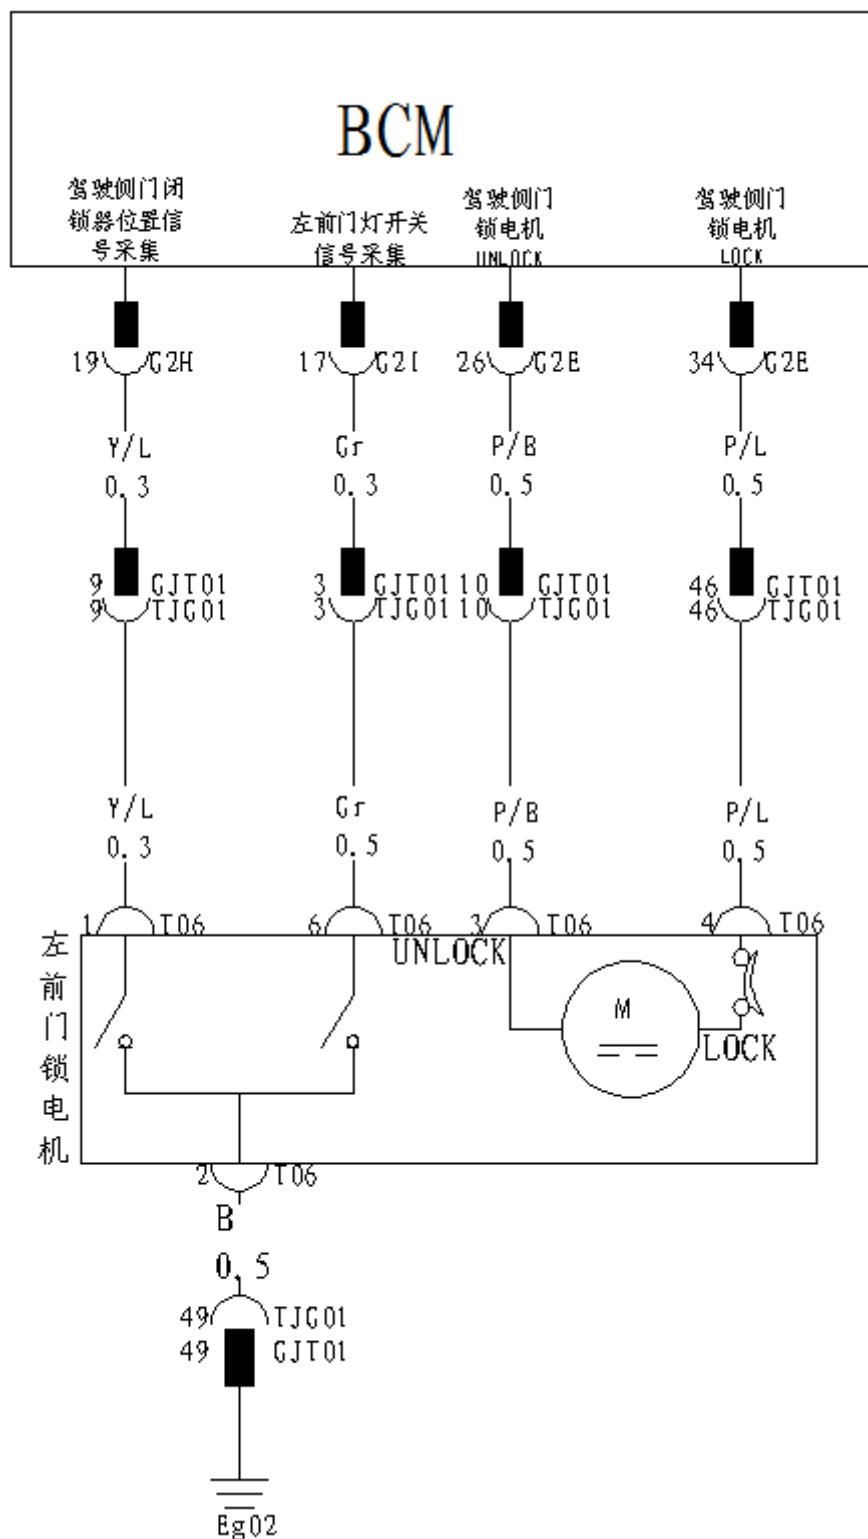 BCM
驾驶侧门闭
锁器位置信
号采集
左前门灯开关
信号采集
驾驶侧门
锁电机
UNLOCK
驾驶侧门
锁电机
LOCK
19 G2H
17 G2I
26 G2E
34 G2E
Y/L
0.3
Gr
0.3
P/B
0.5
P/L
0.5
9 GJT01
9 TJG01
3 GJT01
3 TJG01
10 GJT01
10 TJG01
46 GJT01
46 TJG01
Y/L
0.3
Gr
0.5
P/B
0.5
P/L
0.5
1 T06
6 T06
3 T06
4 T06
左前门锁电机
UNLOCK
M
LOCK
2 T06
B
0.5
49 TJG01
49 GJT01
Eg02